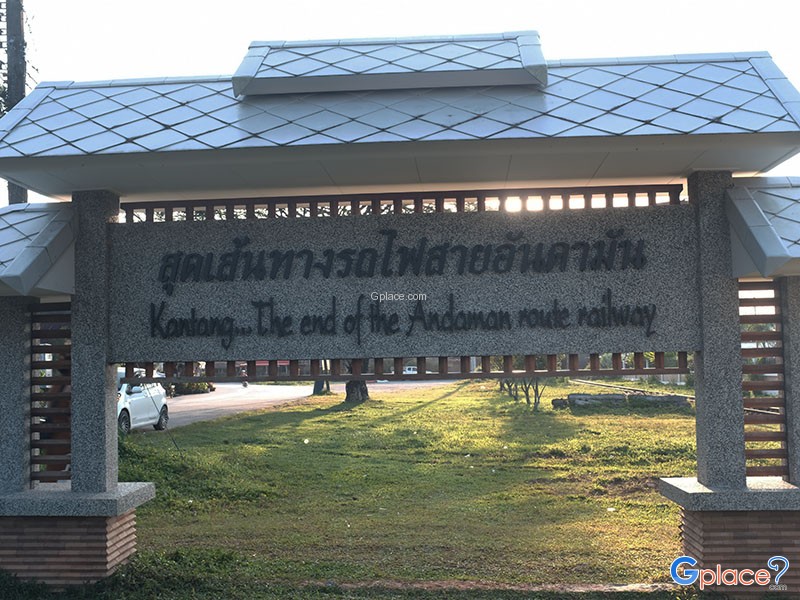 สุดเส้นทางรถไฟสายอันดามัน
Gplace.com
Kantang...The end of the Andaman route railway
Gplace?
.com